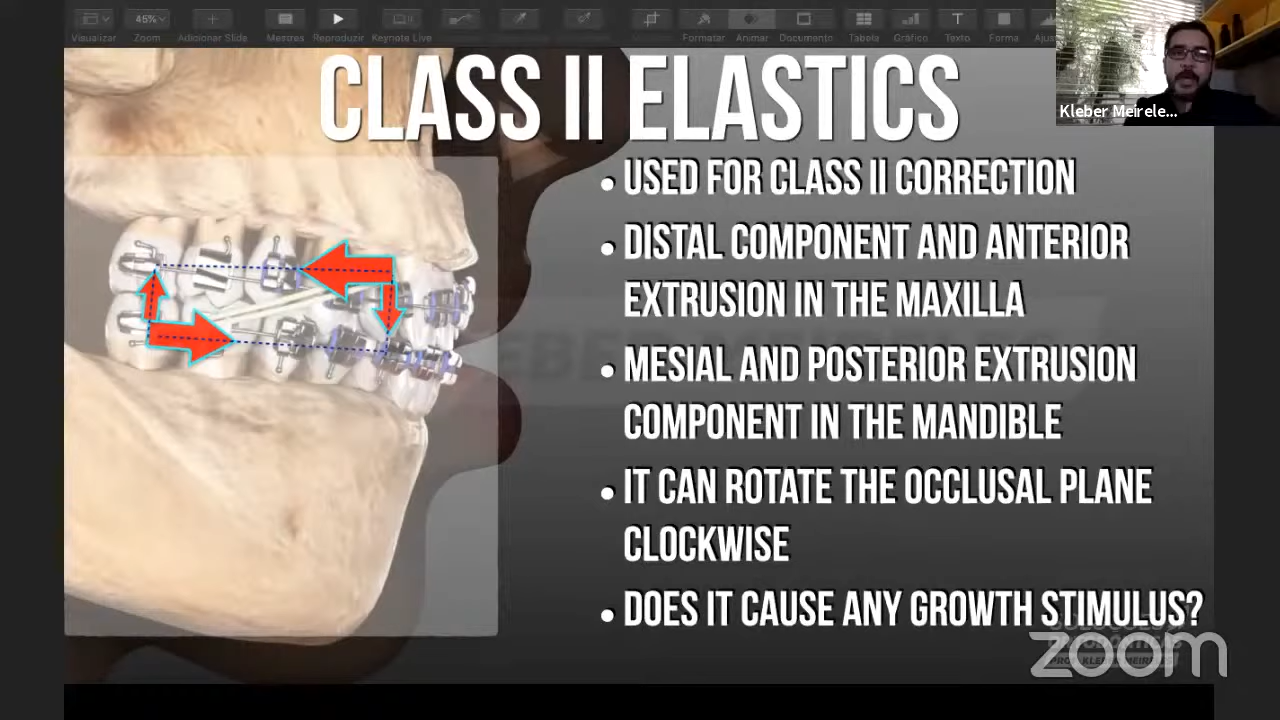 Visualizar
45%
Zoom
Adicionar Slide
Mestres
Reproduzir
Keynote Live
Formatar
Animar
Documento
Tabela
Gráfico
Texto
Forma
Kleber Meirele...
CLASS II ELASTICS
• USED FOR CLASS II CORRECTION
• DISTAL COMPONENT AND ANTERIOR
EXTRUSION IN THE MAXILLA
• MESIAL AND POSTERIOR EXTRUSION
COMPONENT IN THE MANDIBLE
• IT CAN ROTATE THE OCCLUSAL PLANE
CLOCKWISE
• DOES IT CAUSE ANY GROWTH STIMULUS?
zoom